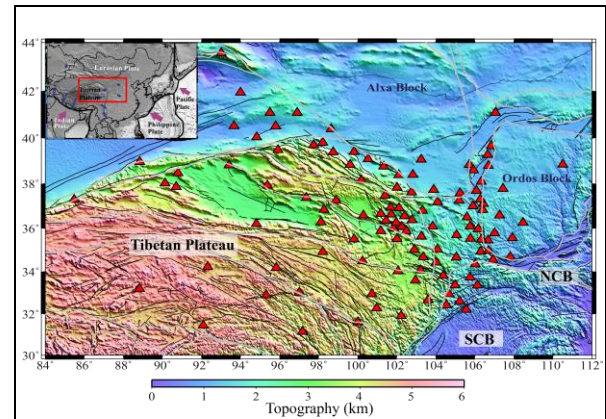 44°
42°
40°
38°
36°
34°
32°
30°
Eurasian Plate
Tibetan
Plateau
Indian
Plate
Pacific
Plate
Philippine
Plate
Alxa Block
Ordos Block
Tibetan Plateau
NCB
SCB
84° 86° 88° 90° 92° 94° 96° 98° 100° 102° 104° 106° 108° 110° 112°
0 1 2 3 4 5 6
Topography (km)